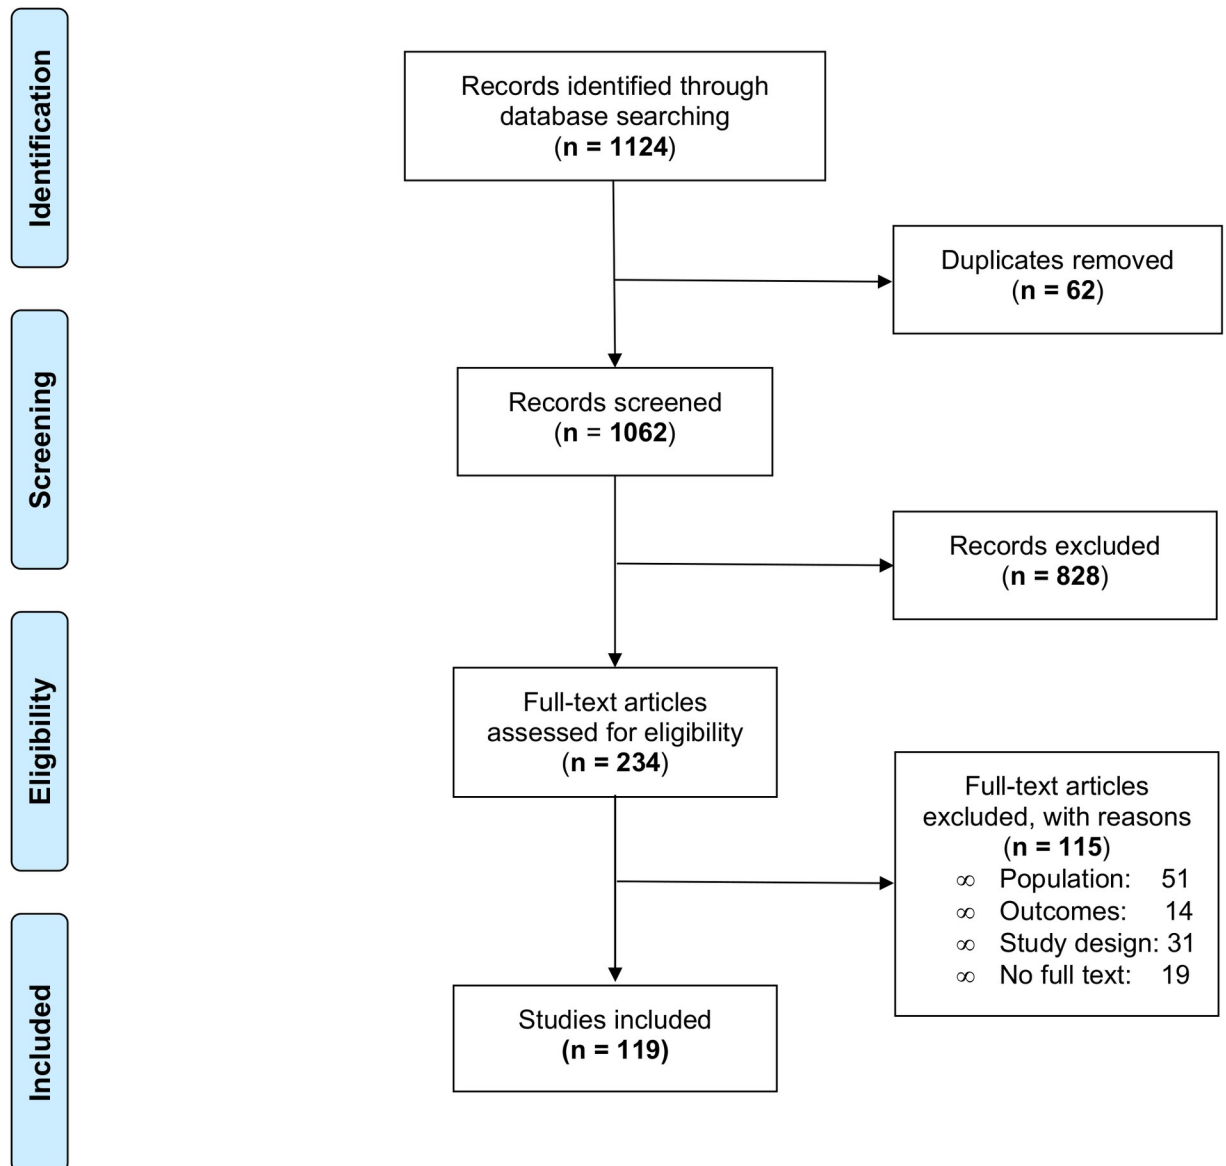 Identification
Records identified through
database searching
(n = 1124)
Duplicates removed
(n = 62)
Screening
Records screened
(n = 1062)
Records excluded
(n = 828)
Eligibility
Full-text articles
assessed for eligibility
(n = 234)
Full-text articles
excluded, with reasons
(n = 115)
∞ Population: 51
∞ Outcomes: 14
∞ Study design: 31
∞ No full text: 19
Included
Studies included
(n = 119)